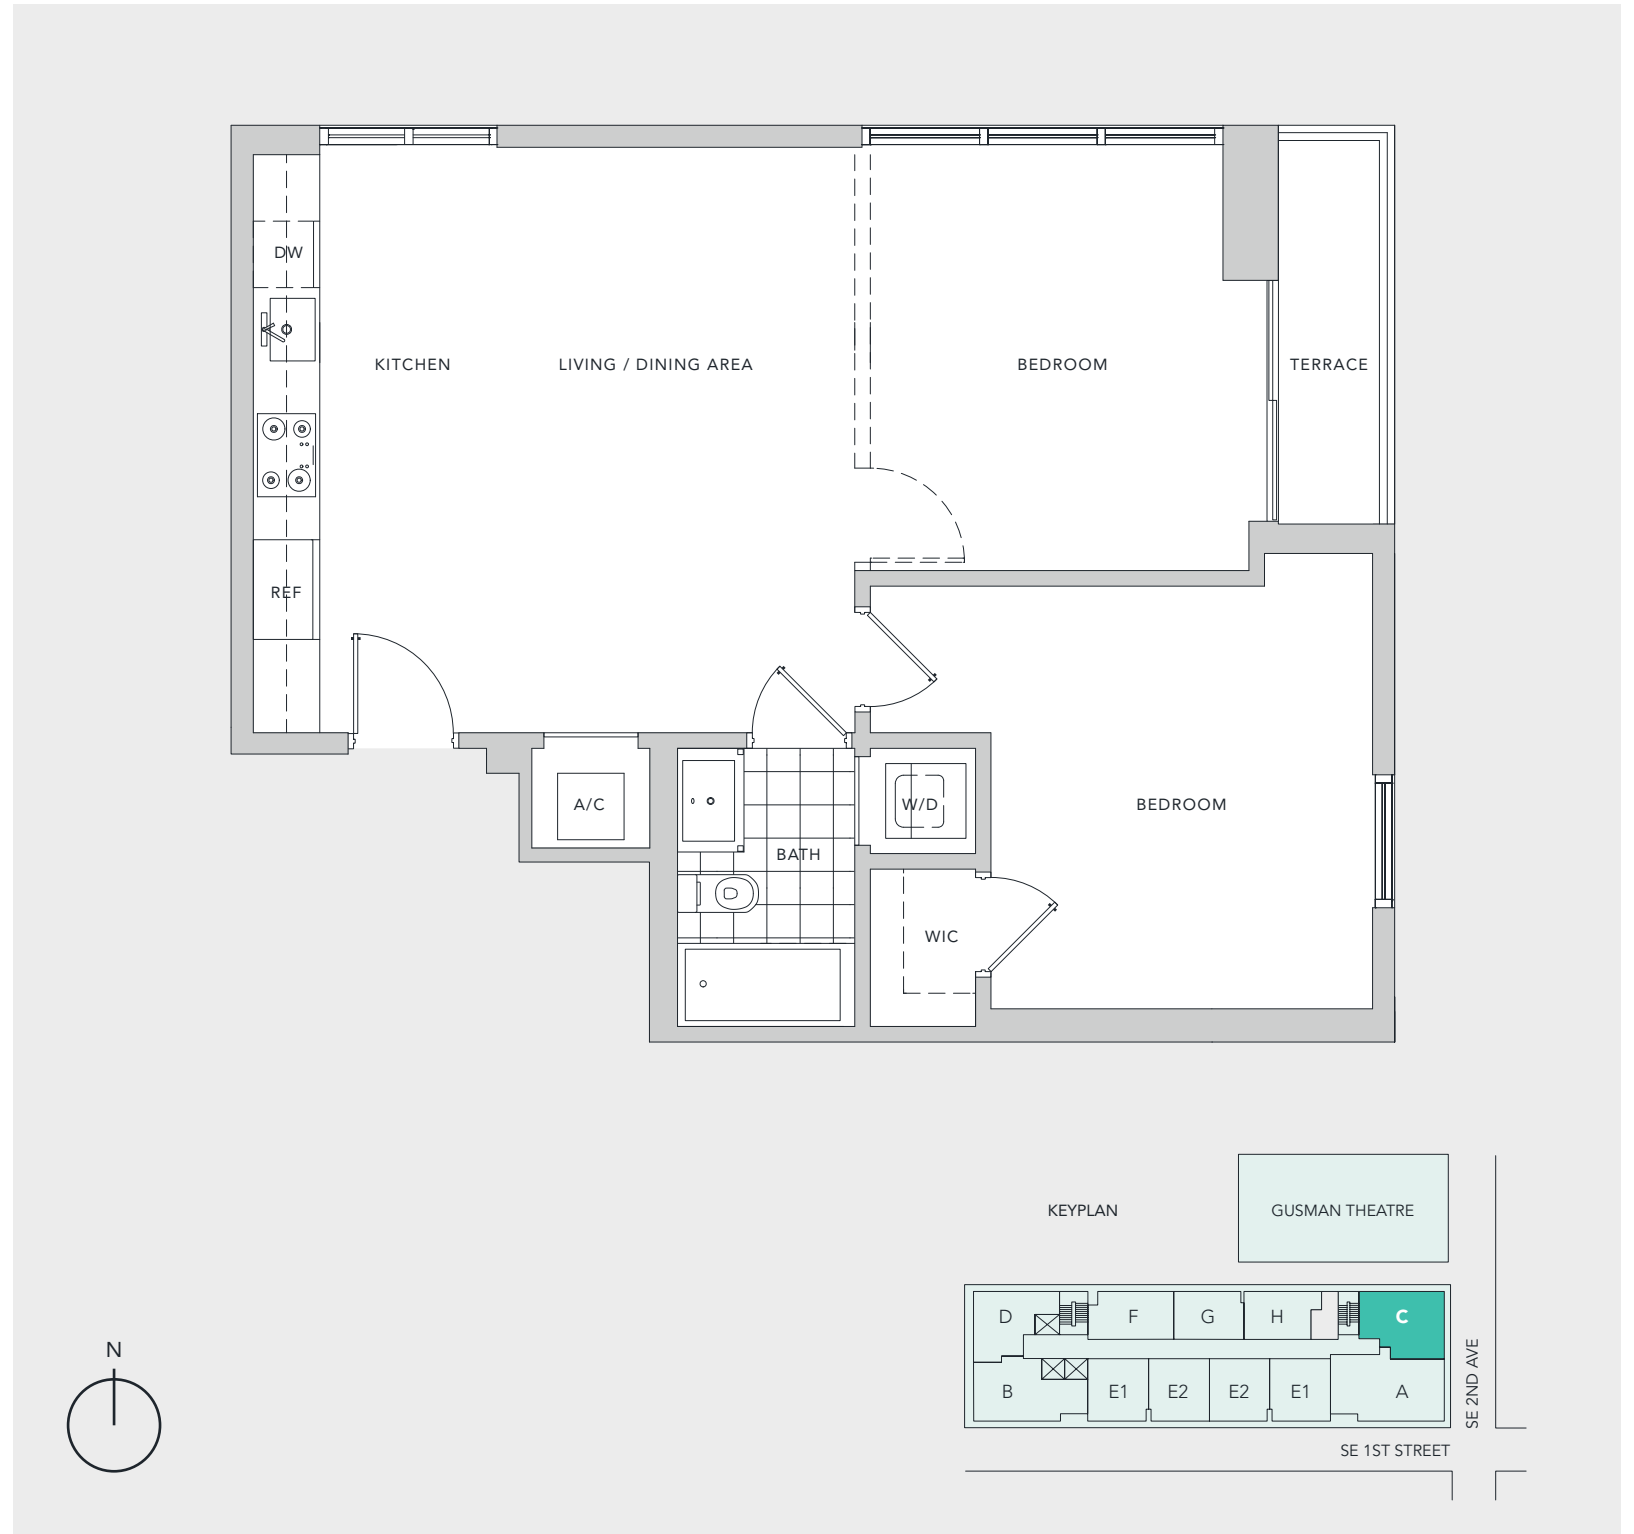 DW
KITCHEN
LIVING / DINING AREA
BEDROOM
TERRACE
REF
A/C
W/D
BEDROOM
BATH
WIC
KEYPLAN
GUSMAN THEATRE
D
F
G
H
C
B
E1
E2
E2
E1
A
SE 2ND AVE
SE 1ST STREET
N